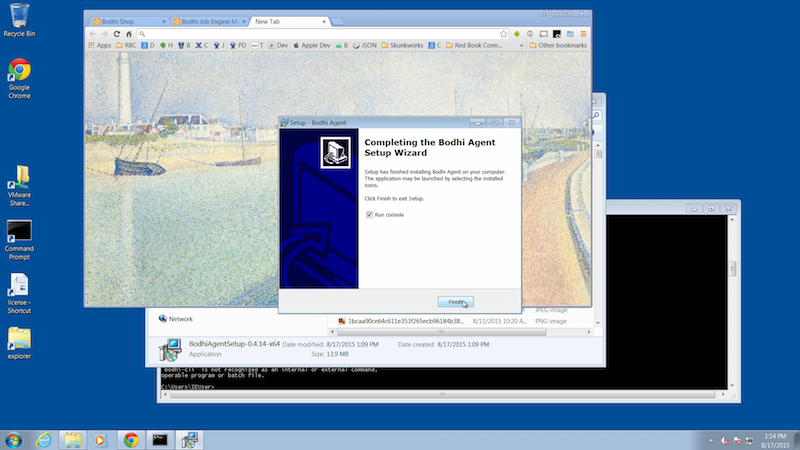 Recycle Bin
Google
Chrome
VMware
Share...
Command
Prompt
license -
Shortcut
explorer
Bodhi Shop
Bodhi Job Engine M
New Tab
Apps
RBC
D
H
B
C
J
PD
T
Dev
Apple Dev
B
JSON
Skunkworks
C
Red Book Conn...
»
Other bookmarks
Setup - Bodhi Agent
Completing the Bodhi Agent
Setup Wizard
Setup has finished installing Bodhi Agent on your computer.
The application may be launched by selecting the installed
icons.
Click Finish to exit Setup.
Run console
Finish
JPEG image
Network
1bcaa90ce64c611e353f265ecb96184b38...
8/11/2015 10:20 A...
PNG image
BodhiAgentSetup-0.4.14-x64
Date modified: 8/17/2015 1:09 PM
Date created: 8/17/2015 1:09 PM
Application
Size: 13.9 MB
'bodhi-cli' is not recognized as an internal or external command,
operable program or batch file.
C:\Users\IEUser>
1:14 PM
8/17/2015